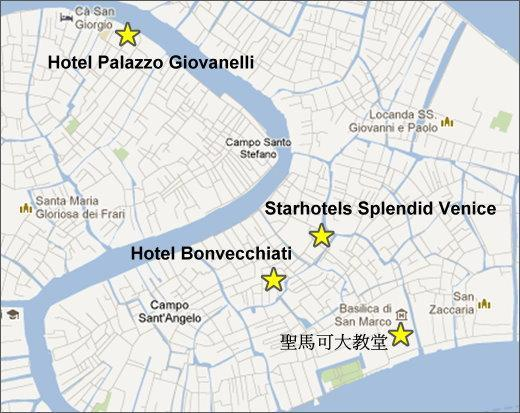 Cà San
Giorgio
Hotel Palazzo Giovanelli
Locanda SS.
Giovanni e Paolo
Campo Santo
Stefano
Santa Maria
Gloriosa dei Frari
Starhotels Splendid Venice
Hotel Bonvecchiati
Campo
Sant'Angelo
Basilica di
San Marco
San
Zaccaria
聖馬可大教堂